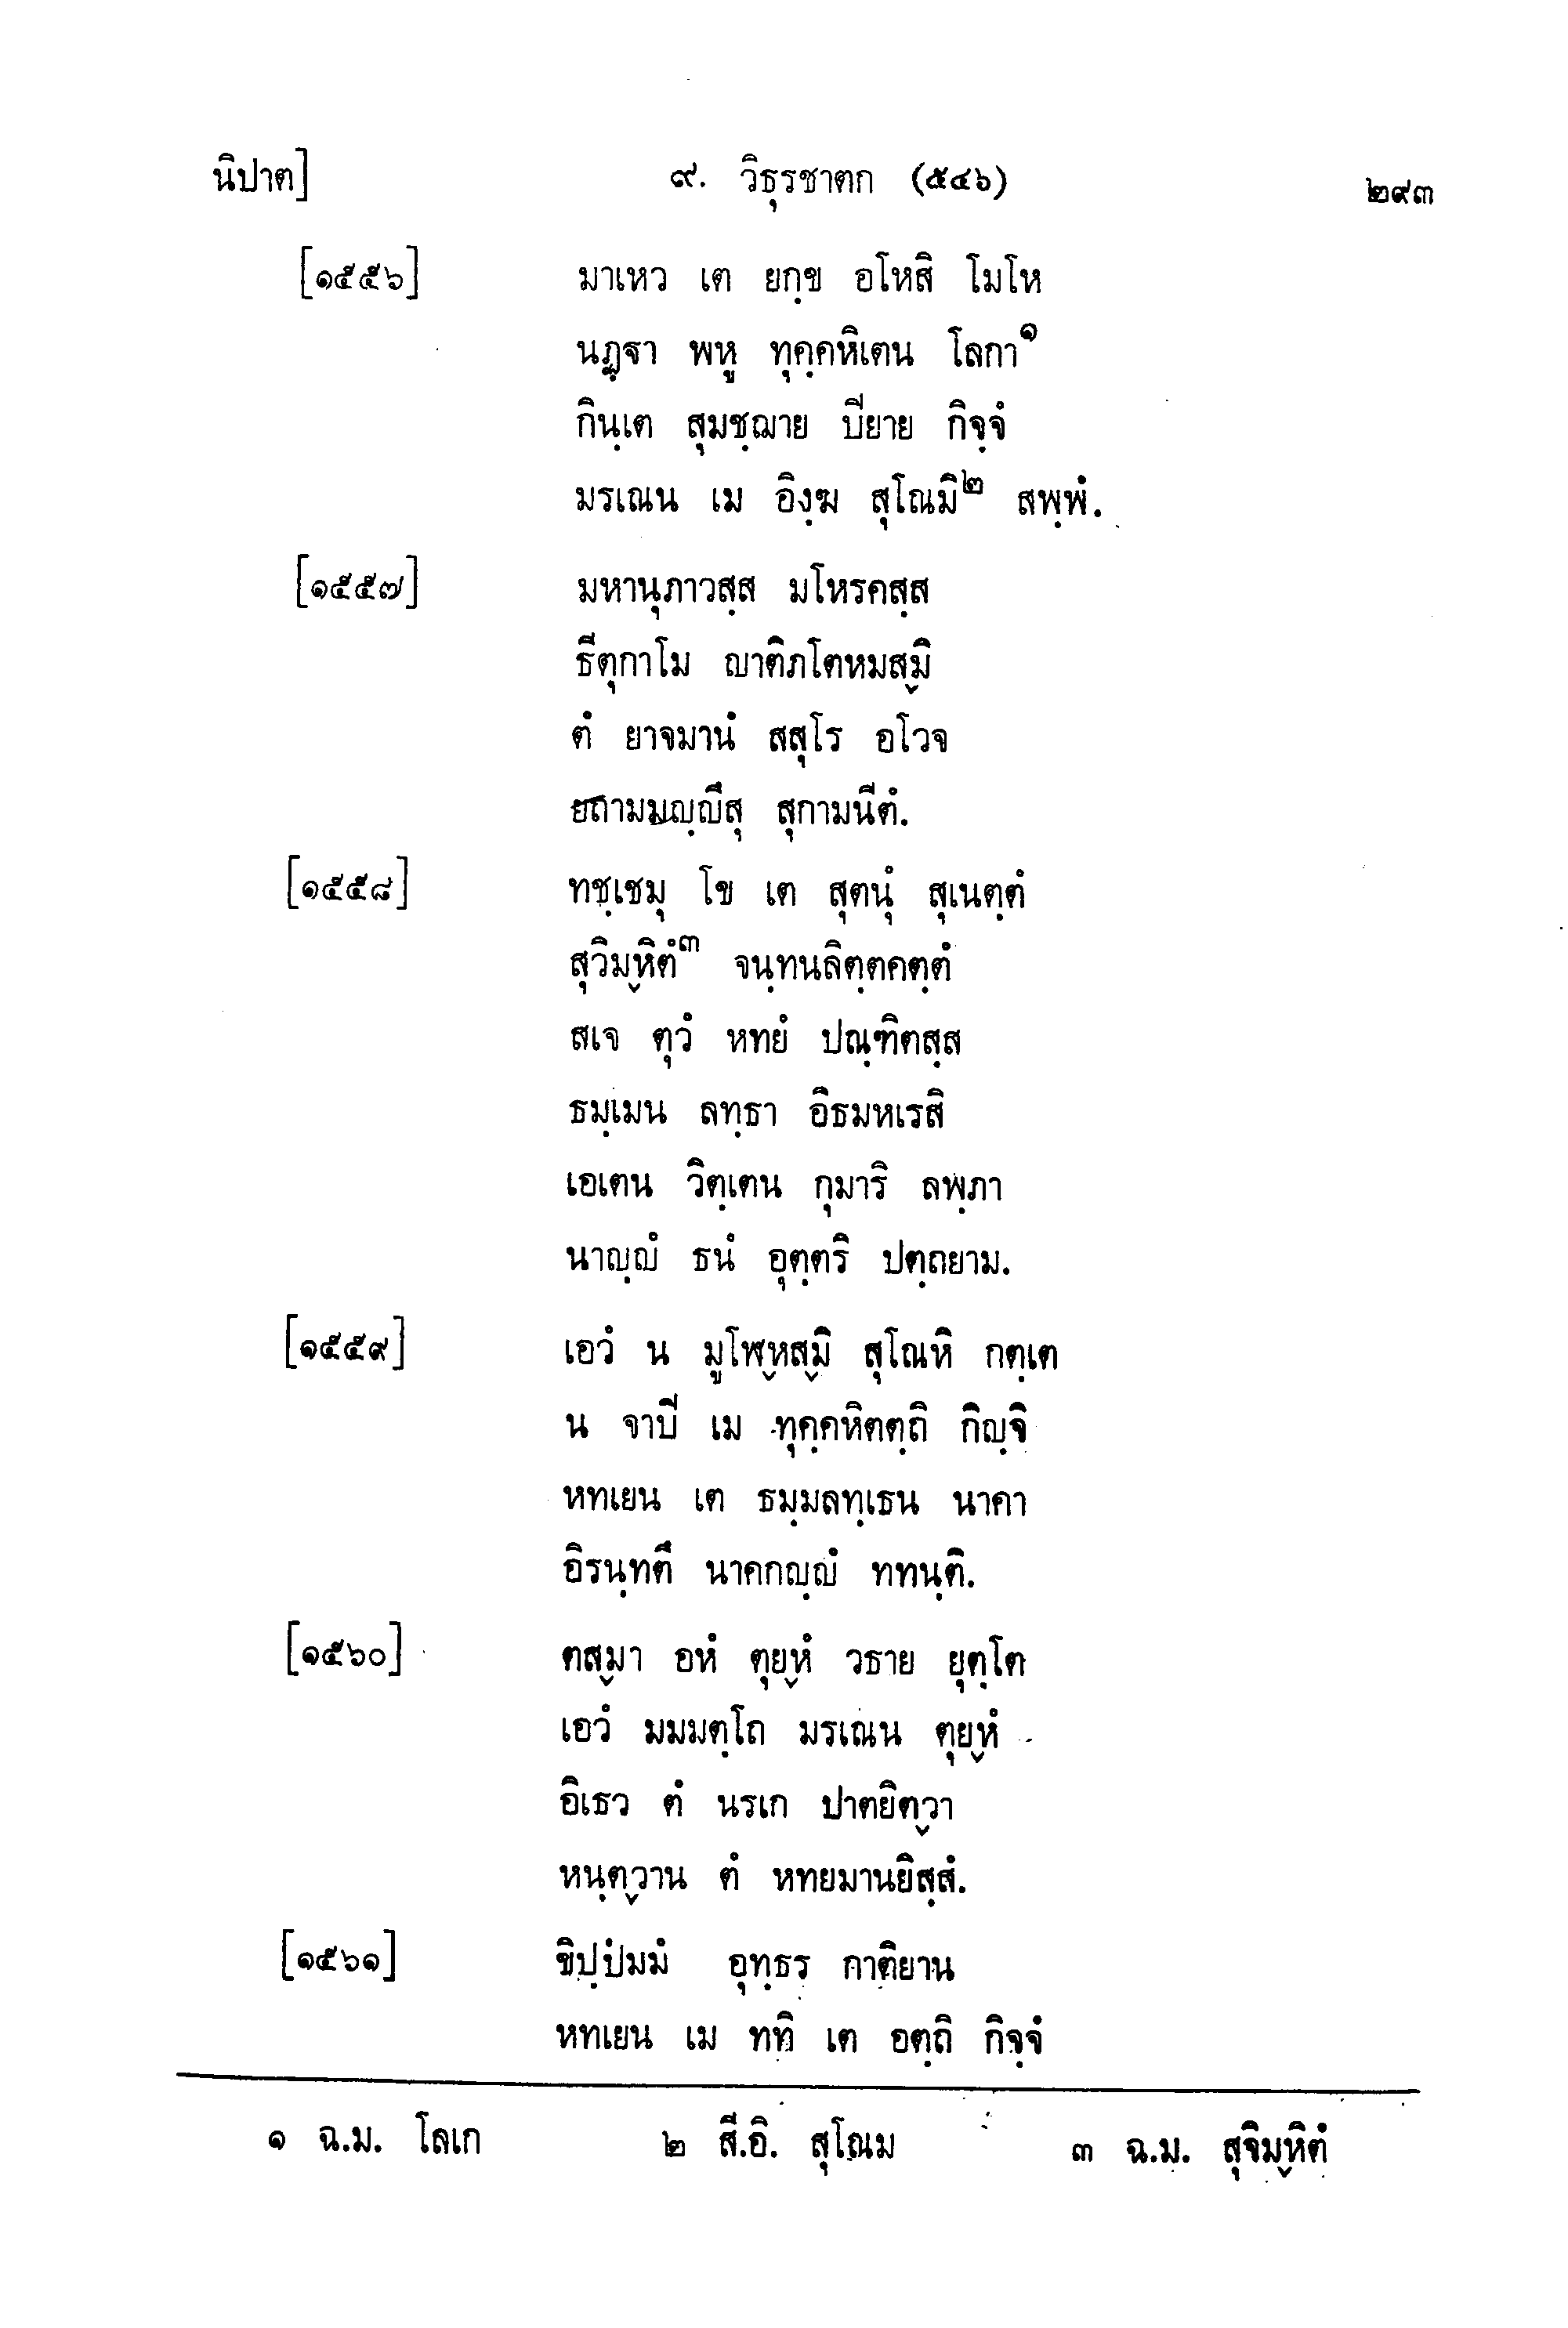 นิปาต]	๙. วิธุรชาตก (๕๔๖)	๒๙๓
[๑๕๕๖]	มาเหว เต ยกฺข อโหสิ โมโห
นฏฺฐา พหู ทุคฺคหิเตน โลกา๑
กินฺเต สุมชฺฌาย ปิยาย กิจฺจํ
มรเณน เม อิงฺฆ สุโณมิ๒ สพฺพํ.
[๑๕๕๗]	มหานุภาวสฺส มโหรคสฺส
ธีตุกาโม ญาติภโตหมสฺมิ
ตํ ยาจมานํ สสุโร อโวจ
ยถามมญฺญึสุ สุกามนีตํ.
[๑๕๕๘]	ทชฺเชมุ โข เต สุตนุํ สุเนตฺตํ
สุวิมฺหิตํ๓ จนฺทนลิตฺตคตฺตํ
สเจ ตุวํ หทยํ ปณฺฑิตสฺส
ธมฺเมน ลทฺธา อิธมหเรสิ
เอเตน วิตฺเตน กุมาริ ลพฺภา
นาญฺญํ ธนํ อุตฺตริ ปตฺถยาม.
[๑๕๕๙]	เอวํ น มูโฬฺหสฺมิ สุโณหิ กตฺเต
น จาปิ เม ทุคฺคหิตตฺถิ กิญฺจิ
หทเยน เต ธมฺมลทฺเธน นาคา
อิรนฺทตึ นาคกญฺญํ ททนฺติ.
[๑๕๖๐]	ตสฺมา อหํ ตุยฺหํ วธาย ยุตฺโต
เอวํ มมมตฺโถ มรเณน ตุยฺหํ
อิเธว ตํ นรเก ปาตยิตฺวา
หนฺตฺวาน ตํ หทยมานยิสฺสํ.
[๑๕๖๑]	ขิปฺปํมมํ อุทฺธร กาติยาน
หทเยน เม ททิ เต อตฺถิ กิจฺจํ
๑ ฉ.ม. โลเก	๒ สี.อิ. สุโณม	๓ ฉ.ม. สุจิมฺหิตํ